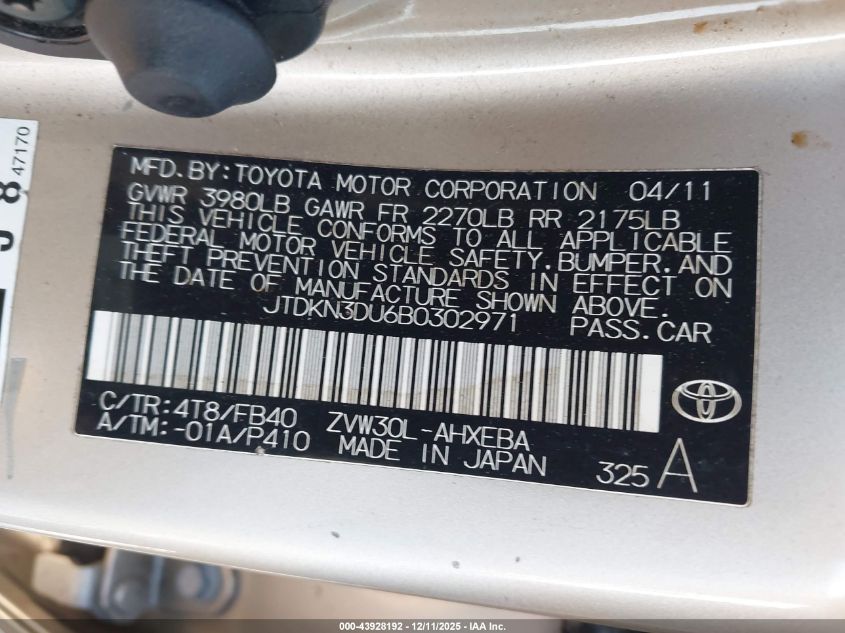 MFD.BY:TOYOTA MOTOR CORPORATION 04/11
GVWR 3980LB GAWR FR 2270LB RR 2175LB
THIS VEHICLE CONFORMS TO ALL APPLICABLE
FEDERAL MOTOR VEHICLE SAFETY,BUMPER,AND
THEFT PREVENTION STANDARDS IN EFFECT ON
THE DATE OF MANUFACTURE SHOWN ABOVE.
JTDKN3DU6B0302971 PASS.CAR
C/TR:4T8/FB40 ZVW30L-AHXEBA
A/TM:-01A/P410 MADE IN JAPAN 325 A
47170
000-43928192 - 12/11/2025 - IAA Inc.